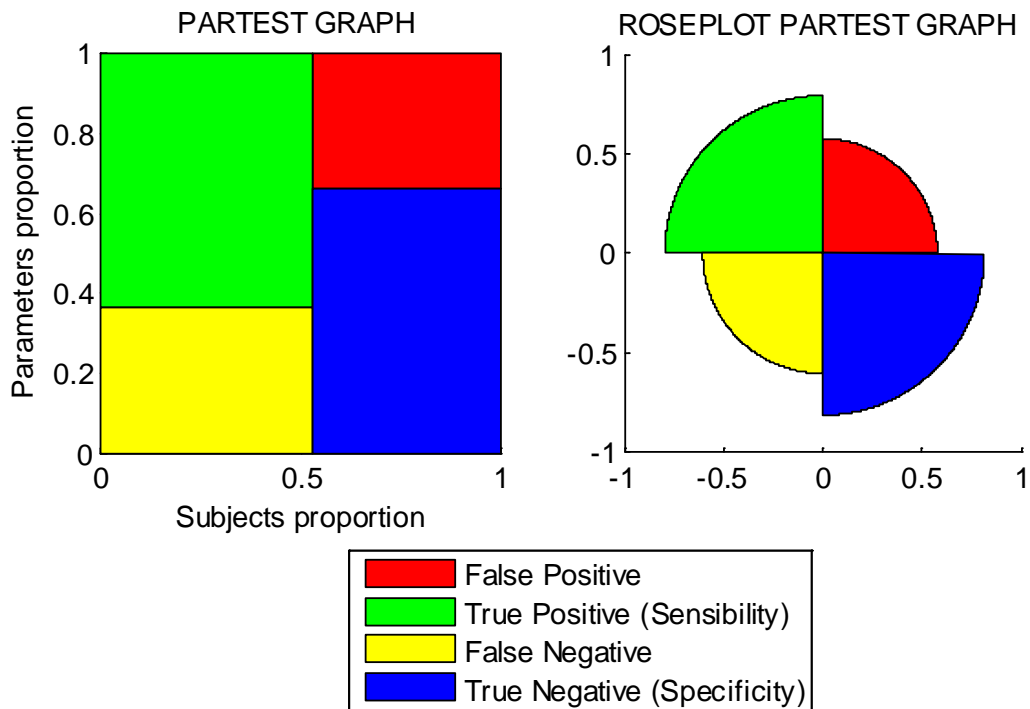 PARTEST GRAPH
1
0.8
0.6
0.4
0.2
0
0
0.5
1
Parameters proportion
Subjects proportion
ROSEPLOT PARTEST GRAPH
1
0.5
0
-0.5
-1
-1
-0.5
0
0.5
1
False Positive
True Positive (Sensibility)
False Negative
True Negative (Specificity)